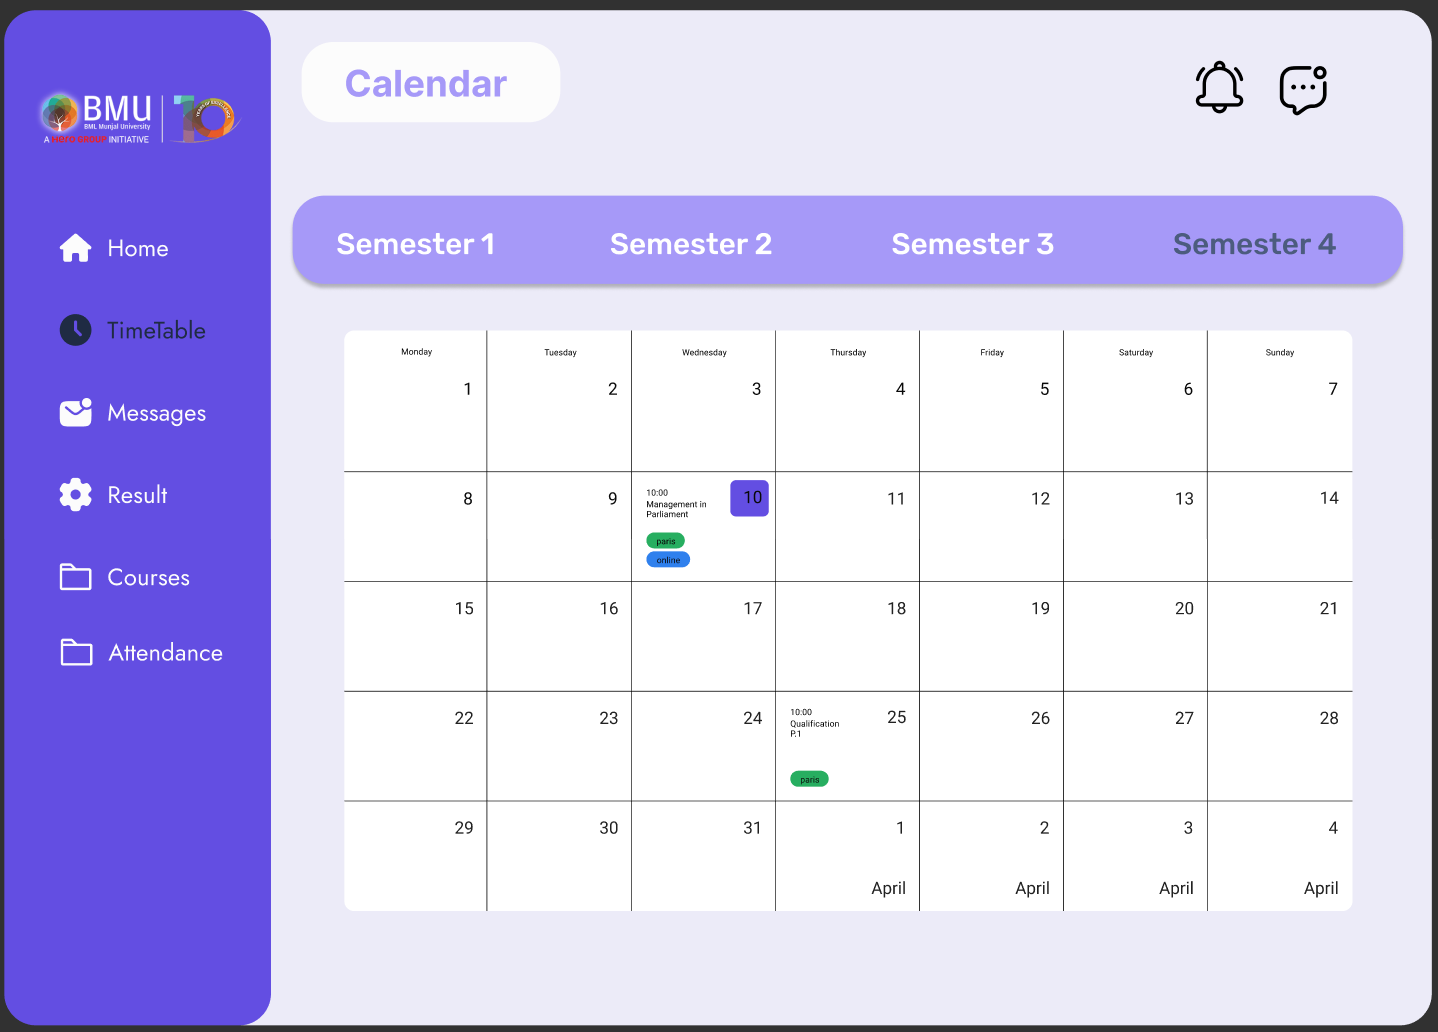 BMU
BML Munjal University
A HERO GROUP INITIATIVE
10
YEARS OF EXCELLENCE
Home
TimeTable
Messages
Result
Courses
Attendance
Calendar
Semester 1 Semester 2 Semester 3 Semester 4
Monday Tuesday Wednesday Thursday Friday Saturday Sunday
1 2 3 4 5 6 7
8 9 10 11 12 13 14
10:00
Management in
Parliament
paris
online
15 16 17 18 19 20 21
22 23 24 25 26 27 28
10:00
Qualification
P.1
paris
29 30 31 1 2 3 4
April April April April